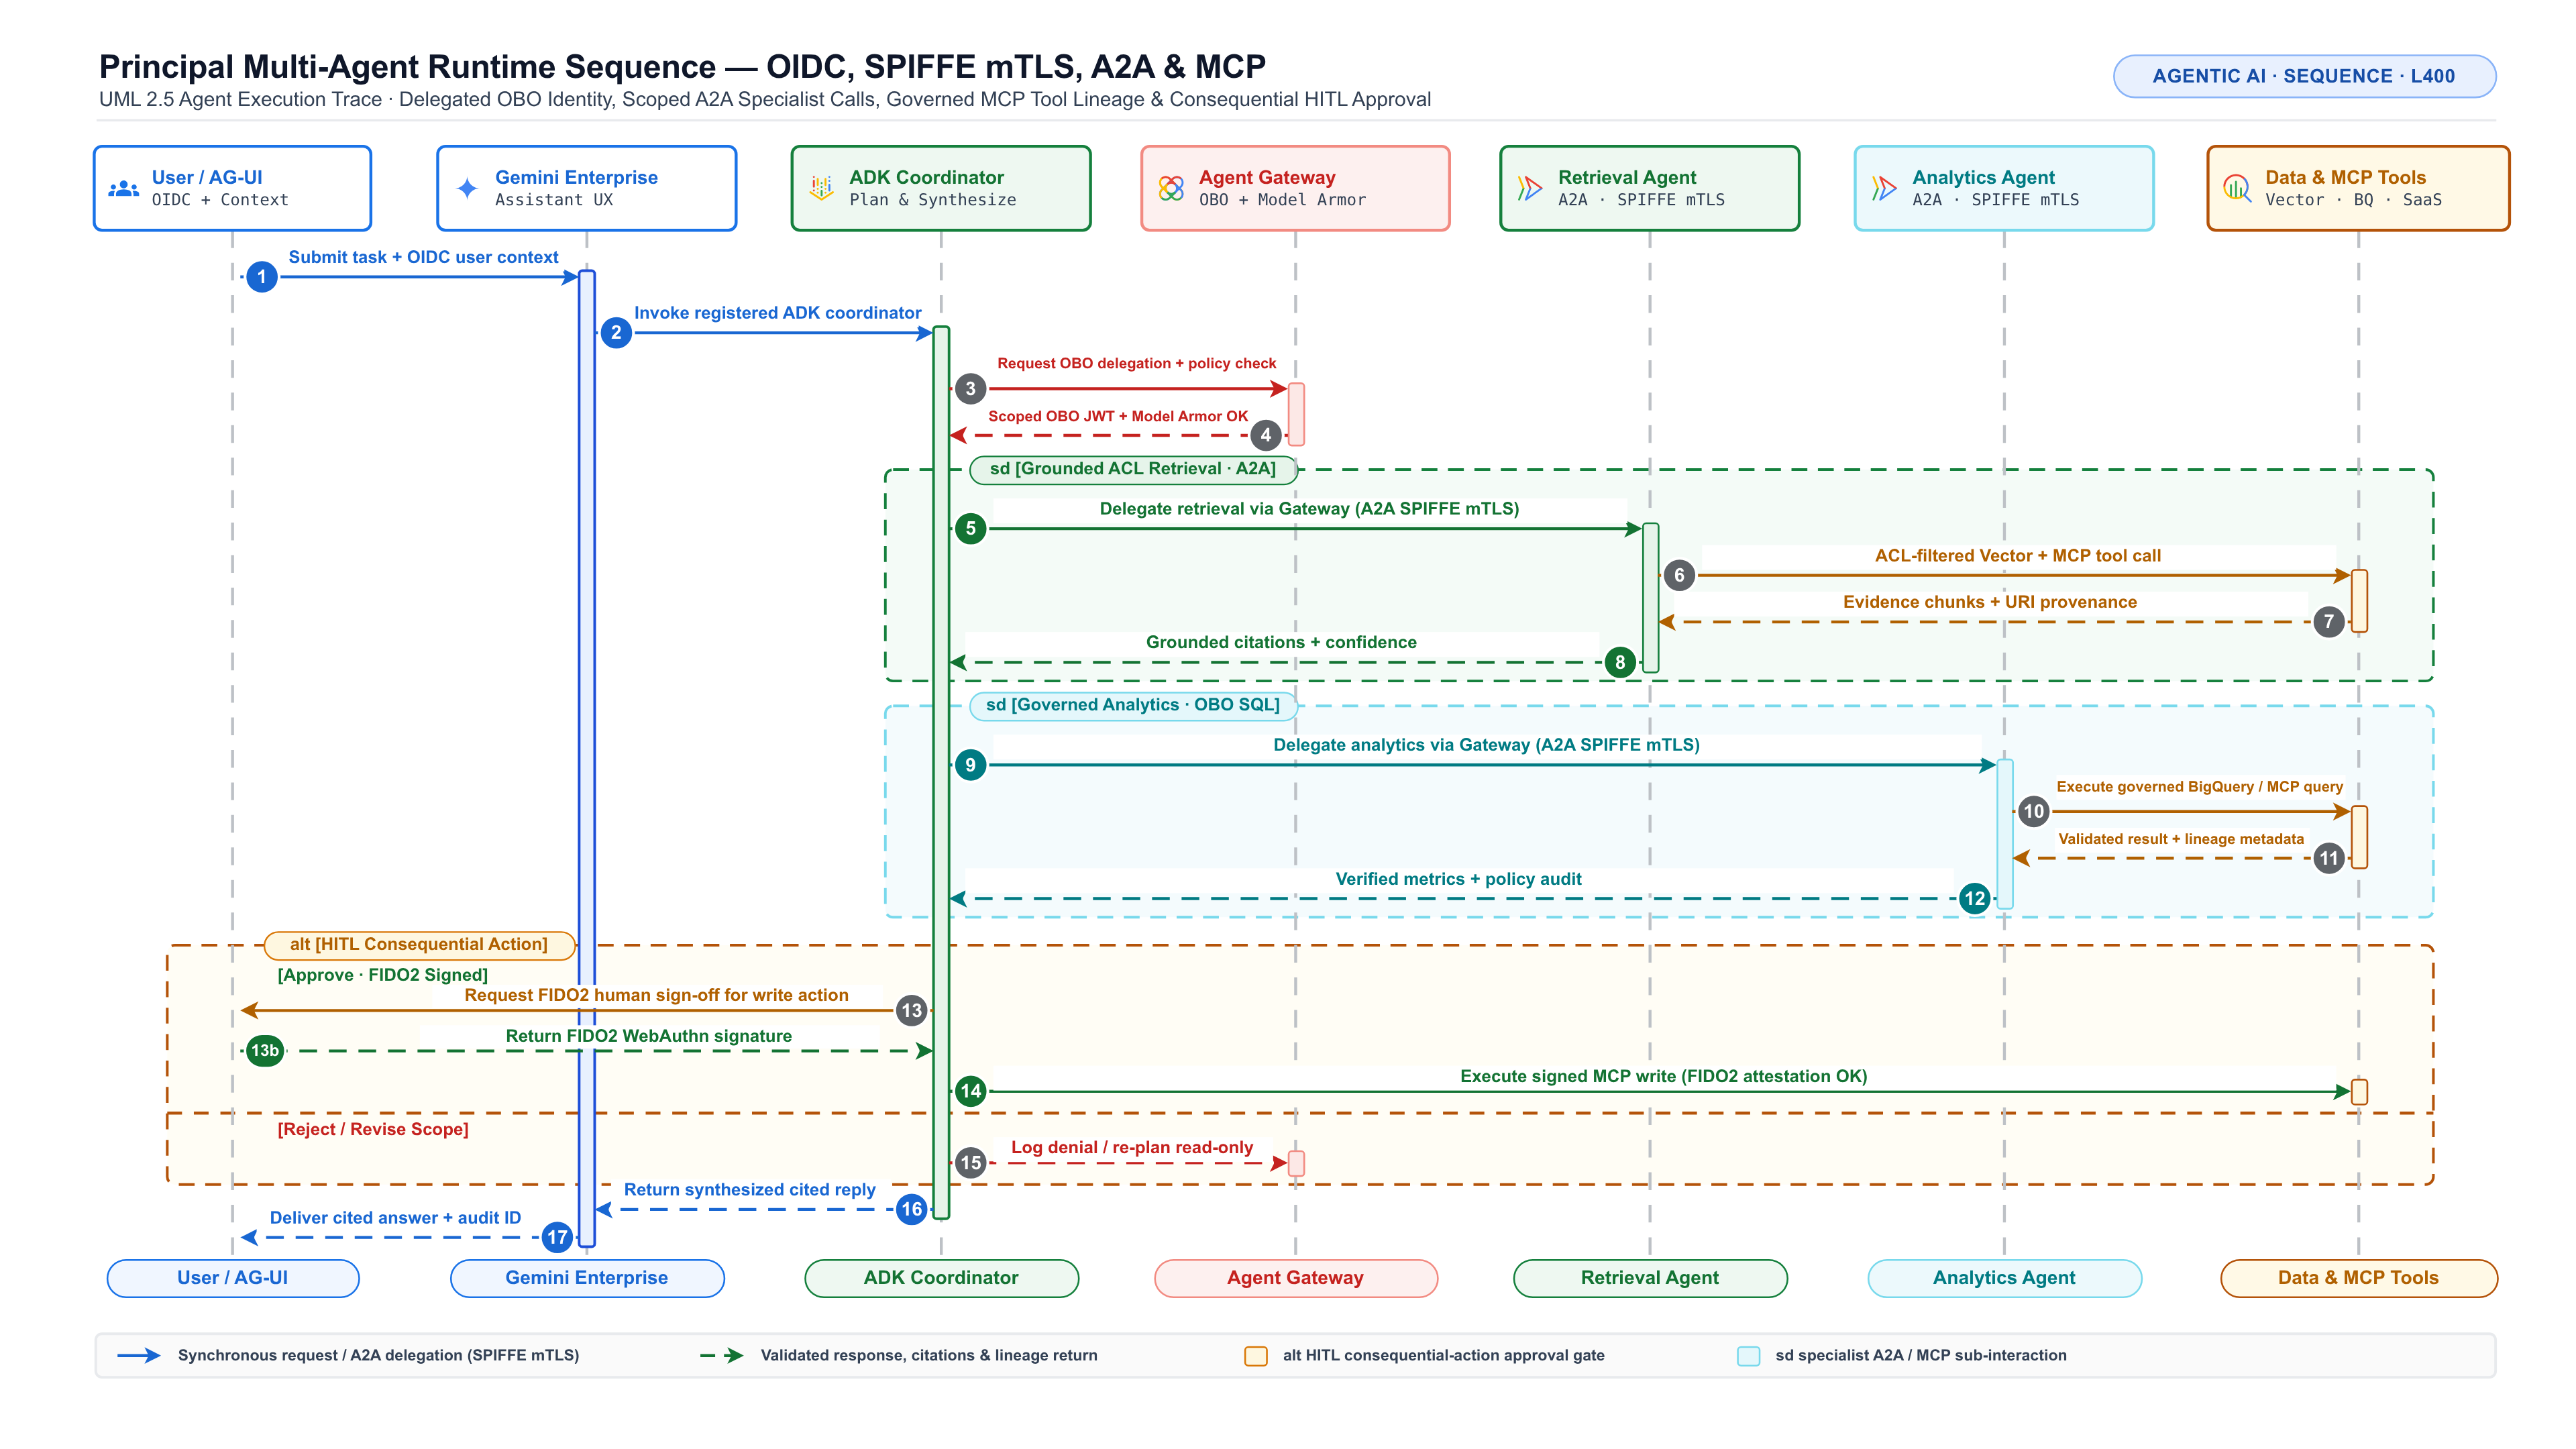 Principal Multi-Agent Runtime Sequence — OIDC, SPIFFE mTLS, A2A & MCP
UML 2.5 Agent Execution Trace · Delegated OBO Identity, Scoped A2A Specialist Calls, Governed MCP Tool Lineage & Consequential HITL Approval
AGENTIC AI · SEQUENCE · L400
User / AG-UI
OIDC + Context
Gemini Enterprise
Assistant UX
ADK Coordinator
Plan & Synthesize
Agent Gateway
OBO + Model Armor
Retrieval Agent
A2A · SPIFFE mTLS
Analytics Agent
A2A · SPIFFE mTLS
Data & MCP Tools
Vector · BQ · SaaS
Submit task + OIDC user context
1
Invoke registered ADK coordinator
2
Request OBO delegation + policy check
3
Scoped OBO JWT + Model Armor OK
4
sd [Grounded ACL Retrieval · A2A]
Delegate retrieval via Gateway (A2A SPIFFE mTLS)
5
ACL-filtered Vector + MCP tool call
6
Evidence chunks + URI provenance
7
Grounded citations + confidence
8
sd [Governed Analytics · OBO SQL]
Delegate analytics via Gateway (A2A SPIFFE mTLS)
9
Execute governed BigQuery / MCP query
10
Validated result + lineage metadata
11
Verified metrics + policy audit
12
alt [HITL Consequential Action]
[Approve · FIDO2 Signed]
Request FIDO2 human sign-off for write action
13
Return FIDO2 WebAuthn signature
13b
Execute signed MCP write (FIDO2 attestation OK)
14
[Reject / Revise Scope]
Log denial / re-plan read-only
15
Return synthesized cited reply
16
Deliver cited answer + audit ID
17
User / AG-UI
Gemini Enterprise
ADK Coordinator
Agent Gateway
Retrieval Agent
Analytics Agent
Data & MCP Tools
Synchronous request / A2A delegation (SPIFFE mTLS)
Validated response, citations & lineage return
alt HITL consequential-action approval gate
sd specialist A2A / MCP sub-interaction